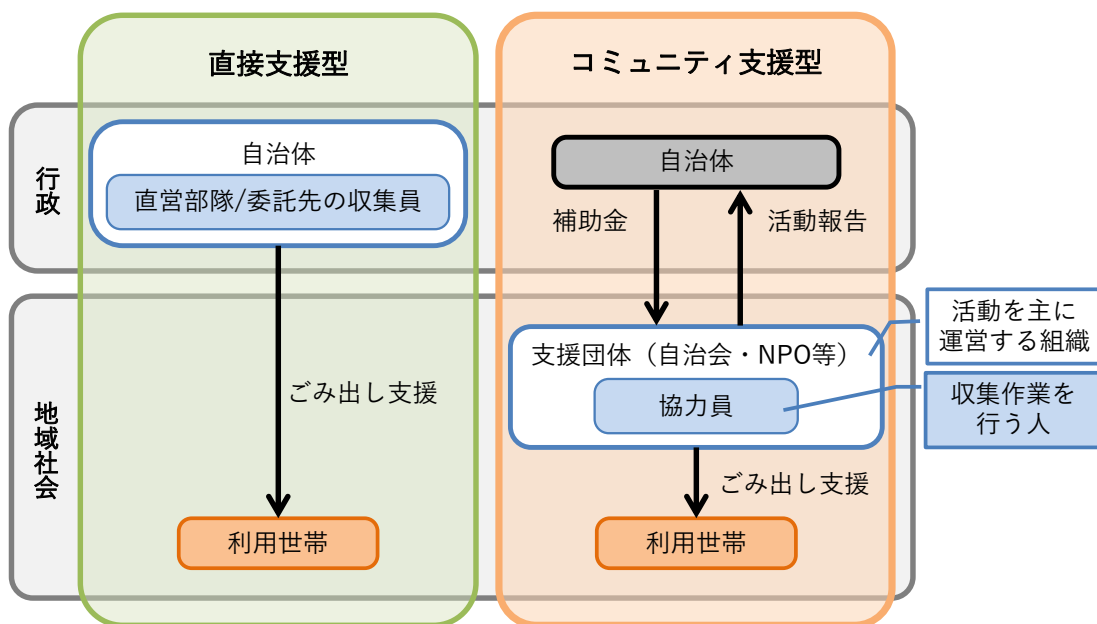 直接支援型
コミュニティ支援型
行政
自治体
直営部隊/委託先の収集員
自治体
補助金
活動報告
地域社会
ごみ出し支援
利用世帯
支援団体（自治会・NPO等）
協力員
ごみ出し支援
利用世帯
活動を主に
運営する組織
収集作業を
行う人